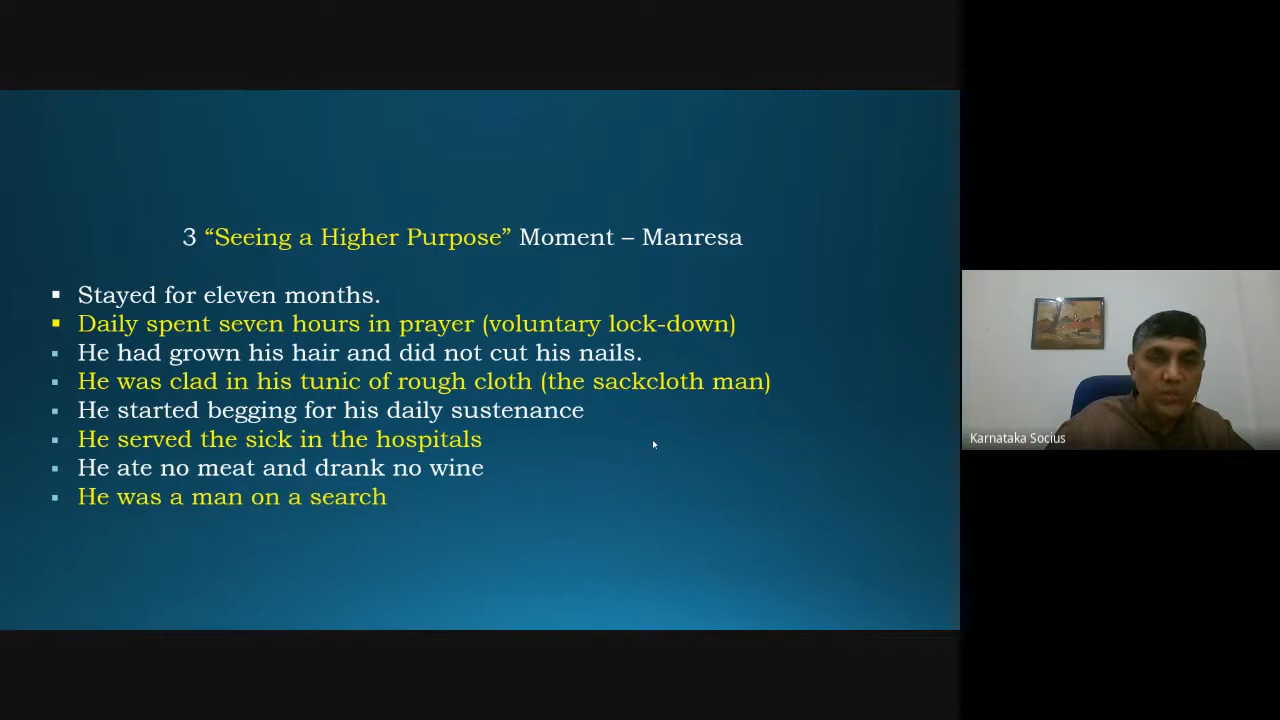 3 “Seeing a Higher Purpose” Moment – Manresa
▪ Stayed for eleven months.
▪ Daily spent seven hours in prayer (voluntary lock-down)
▪ He had grown his hair and did not cut his nails.
▪ He was clad in his tunic of rough cloth (the sackcloth man)
▪ He started begging for his daily sustenance
▪ He served the sick in the hospitals
▪ He ate no meat and drank no wine
▪ He was a man on a search
Karnataka Socius